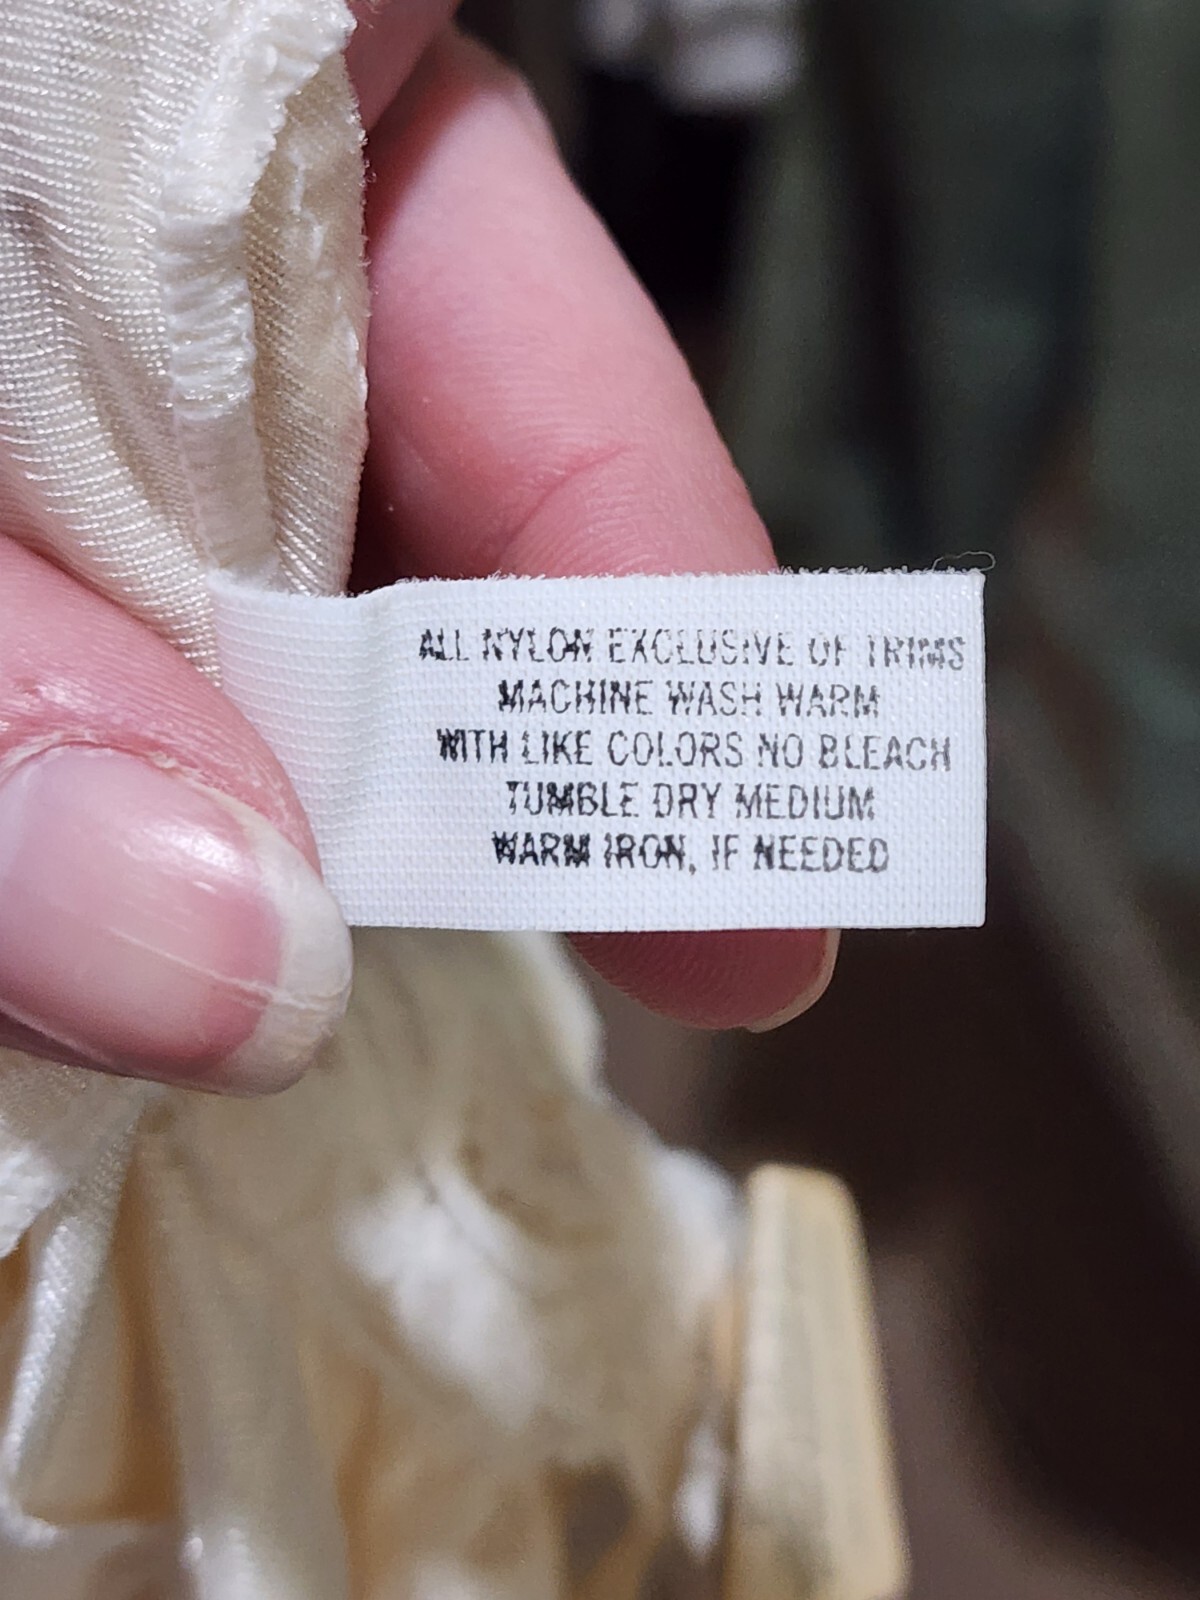 ALL NYLON EXCLUSIVE OF TRIMS
MACHINE WASH WARM
WITH LIKE COLORS NO BLEACH
TUMBLE DRY MEDIUM
WARM IRON, IF NEEDED